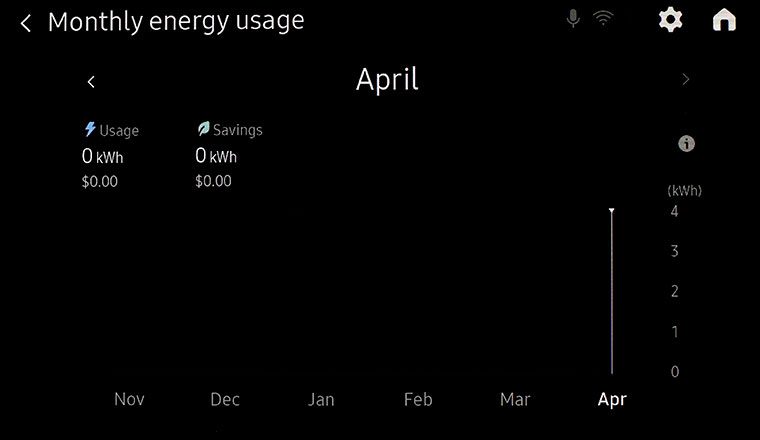 Monthly energy usage
April
Usage Savings
0 kWh 0 kWh
$0.00 $0.00
(kWh)
4
3
2
1
0
Nov Dec Jan Feb Mar Apr